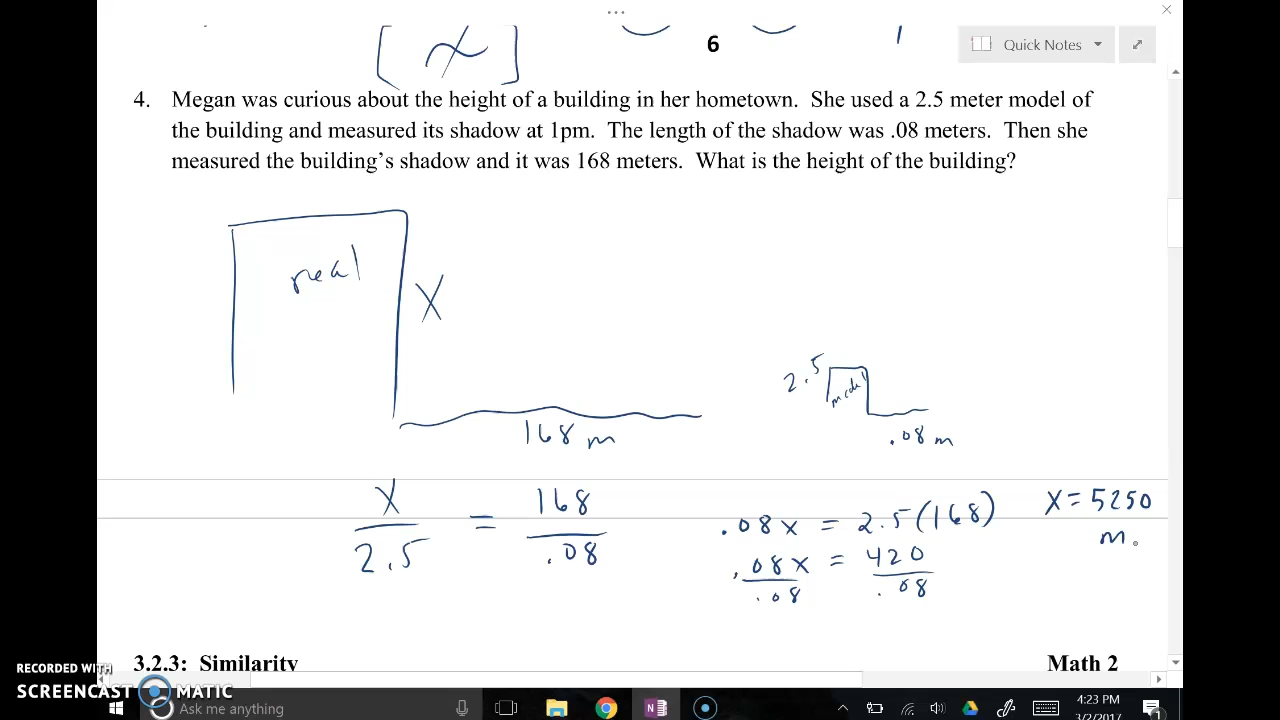 6
Quick Notes
4. Megan was curious about the height of a building in her hometown. She used a 2.5 meter model of
the building and measured its shadow at 1pm. The length of the shadow was .08 meters. Then she
measured the building's shadow and it was 168 meters. What is the height of the building?
real
X
2.5
model
168 m
.08 m
X / 2.5 = 168 / .08
.08x = 2.5(168)
.08x / .08 = 420 / .08
X = 5250
m.
3.2.3: Similarity
Math 2
RECORDED WITH
SCREENCAST MATIC
Ask me anything
4:23 PM
3/2/2017